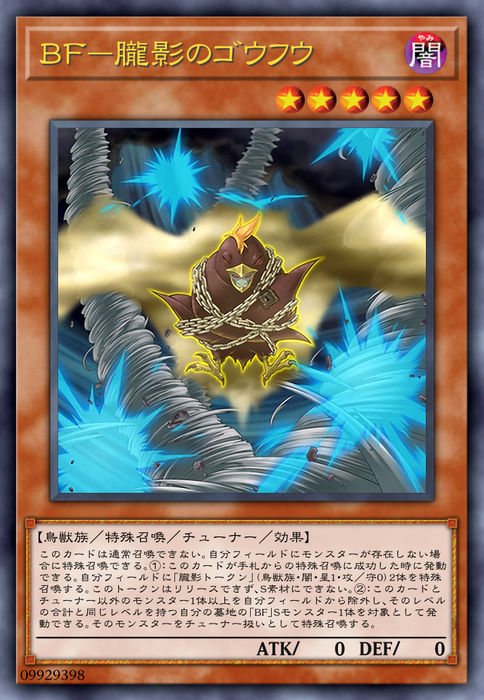 BF－朧影のゴウフウ
闇
やみ
【鳥獣族／特殊召喚／チューナー／効果】
このカードは通常召喚できない。自分フィールドにモンスターが存在しない場
合に特殊召喚できる。①：このカードが手札からの特殊召喚に成功した時に発動
できる。自分フィールドに「朧影トークン」(鳥獣族・闇・星1・攻／守0)2体を特殊
召喚する。このトークンはリリースできず、S素材にできない。②：このカードと
チューナー以外のモンスター1体以上を自分フィールドから除外し、そのレベル
の合計と同じレベルを持つ自分の墓地の「BF」Sモンスター1体を対象として発
動できる。そのモンスターをチューナー扱いとして特殊召喚する。
ATK/ 0 DEF/ 0
09929398